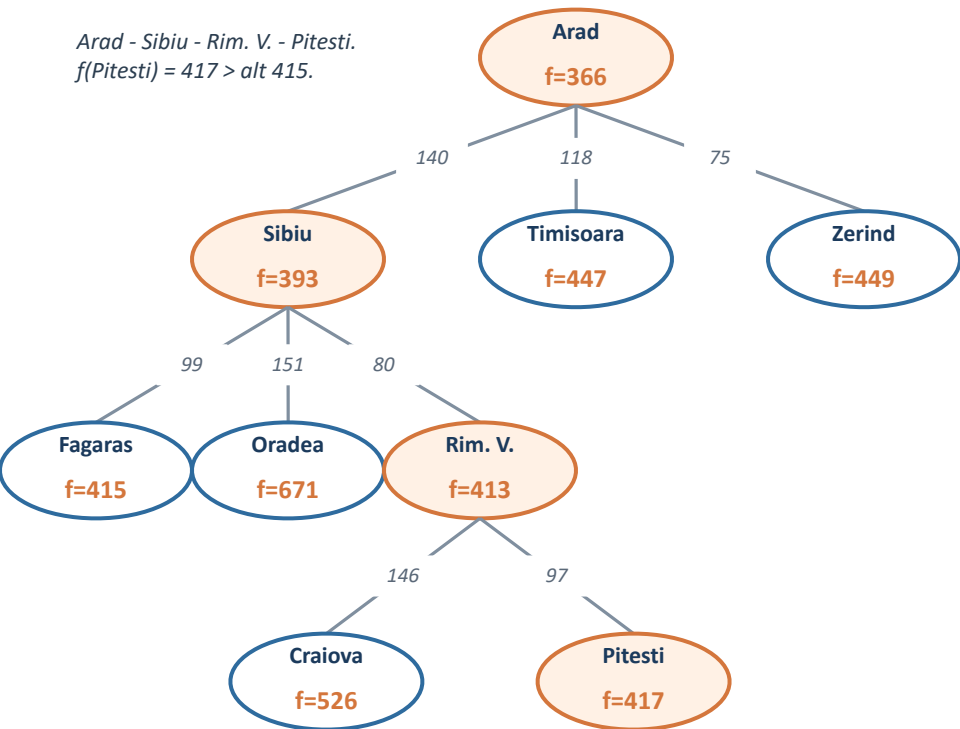 Arad - Sibiu - Rim. V. - Pitesti.
f(Pitesti) = 417 > alt 415.
Arad
f=366
140
118
75
Sibiu
f=393
Timisoara
f=447
Zerind
f=449
99
151
80
Fagaras
f=415
Oradea
f=671
Rim. V.
f=413
146
97
Craiova
f=526
Pitesti
f=417